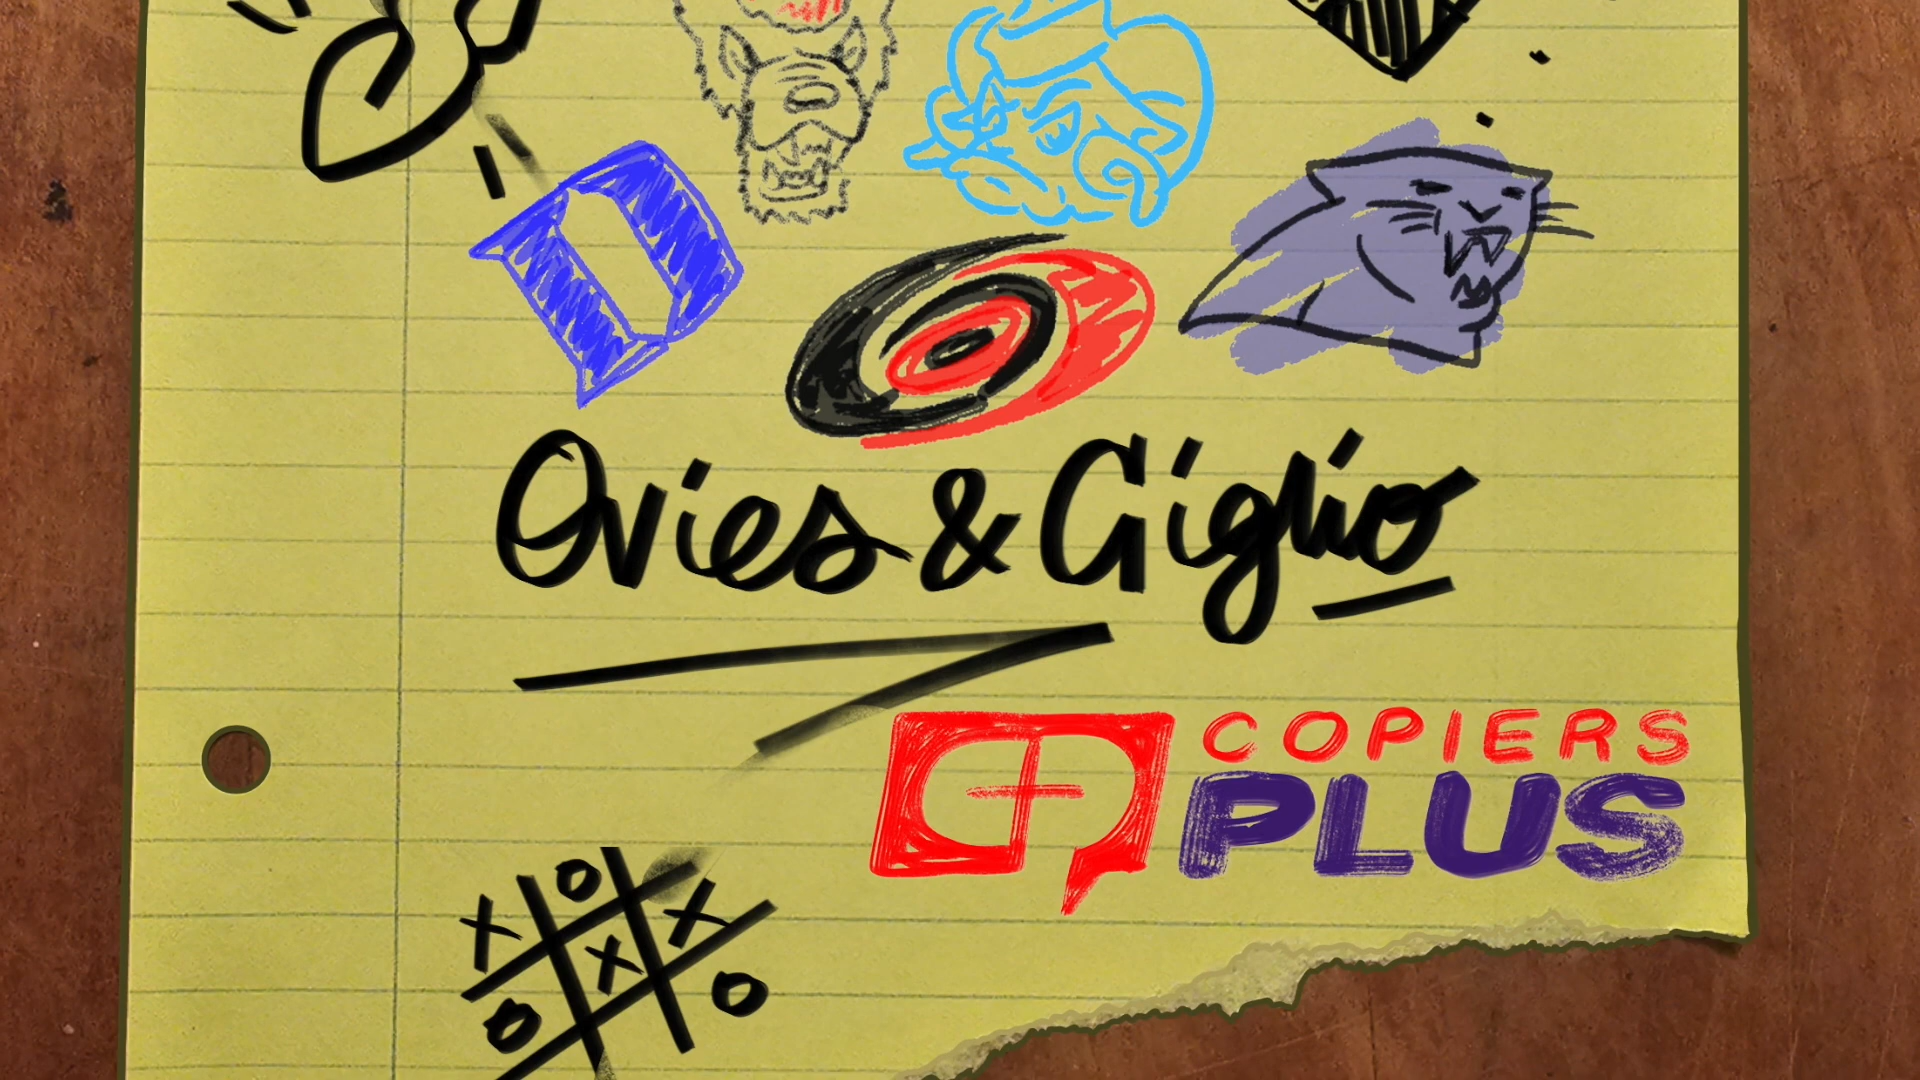 D
Ovies & Giglio
COPIERS
PLUS
X O X
X
O O